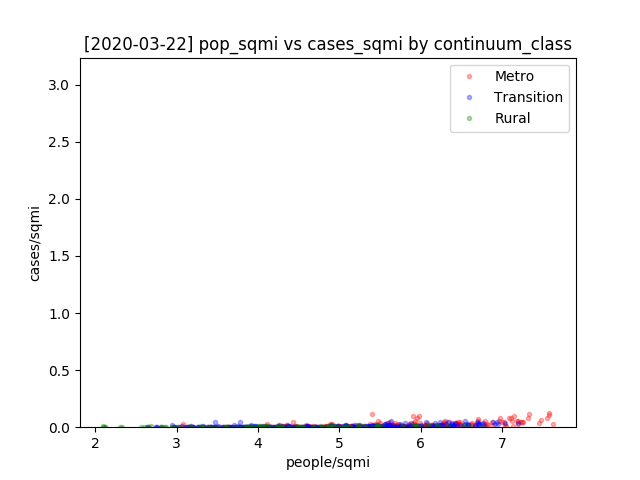 [2020-03-22] pop_sqmi vs cases_sqmi by continuum_class
Metro
Transition
Rural
cases/sqmi
3.0
2.5
2.0
1.5
1.0
0.5
0.0
2 3 4 5 6 7
people/sqmi